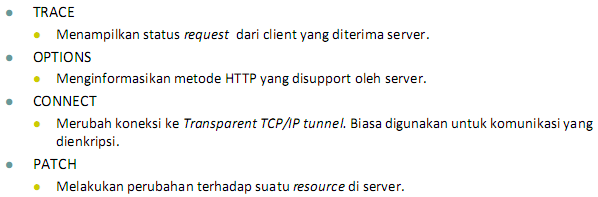 TRACE
Menampilkan status request dari client yang diterima server.
OPTIONS
Menginformasikan metode HTTP yang disupport oleh server.
CONNECT
Merubah koneksi ke Transparent TCP/IP tunnel. Biasa digunakan untuk komunikasi yang
dienkripsi.
PATCH
Melakukan perubahan terhadap suatu resource di server.